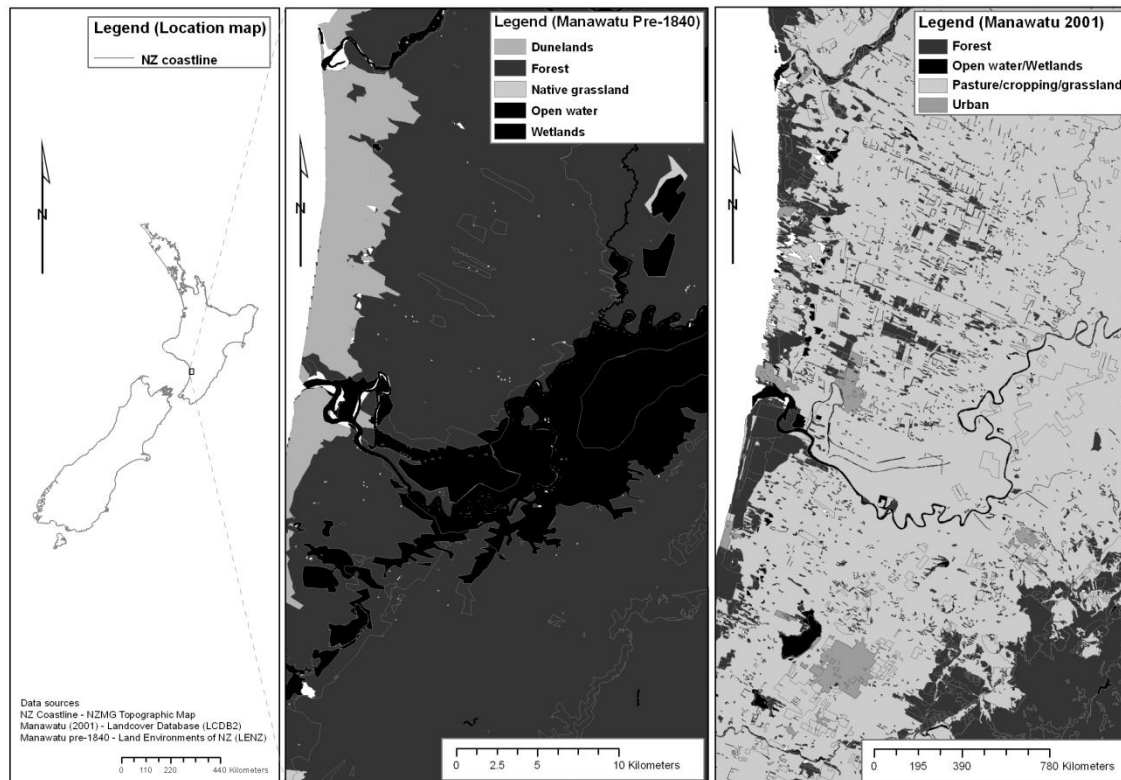 Legend (Location map)
NZ coastline
N
Data sources
NZ Coastline - NZMG Topographic Map
Manawatu (2001) - Landcover Database (LCDB2)
Manawatu pre-1840 - Land Environments of NZ (LENZ)
0 110 220 440 Kilometers
Legend (Manawatu Pre-1840)
Dunelands
Forest
Native grassland
Open water
Wetlands
N
0 2.5 5 10 Kilometers
Legend (Manawatu 2001)
Forest
Open water/Wetlands
Pasture/cropping/grassland
Urban
N
0 195 390 780 Kilometers